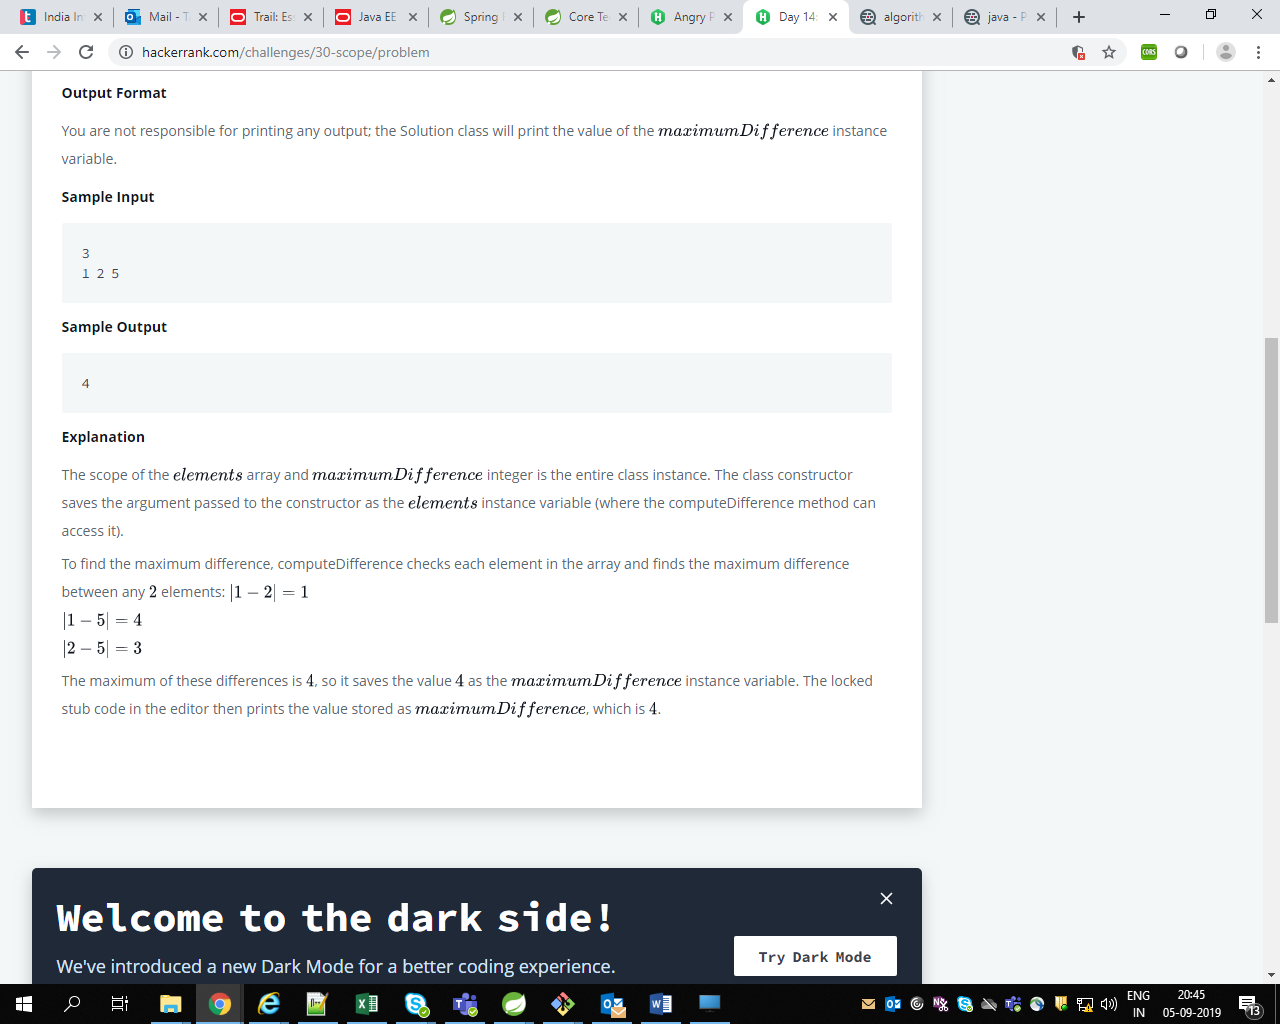 India In
Mail - T
Trail: Es
Java EE
Spring
Core Te
Angry P
Day 14:
algorith
java - P
hackerrank.com/challenges/30-scope/problem
CORS
Output Format
You are not responsible for printing any output; the Solution class will print the value of the maximumDifference instance
variable.
Sample Input
3
1 2 5
Sample Output
4
Explanation
The scope of the elements array and maximumDifference integer is the entire class instance. The class constructor
saves the argument passed to the constructor as the elements instance variable (where the computeDifference method can
access it).
To find the maximum difference, computeDifference checks each element in the array and finds the maximum difference
between any 2 elements: |1 − 2| = 1
|1 − 5| = 4
|2 − 5| = 3
The maximum of these differences is 4, so it saves the value 4 as the maximumDifference instance variable. The locked
stub code in the editor then prints the value stored as maximumDifference, which is 4.
Welcome to the dark side!
We've introduced a new Dark Mode for a better coding experience.
Try Dark Mode
ENG
IN
20:45
05-09-2019
13